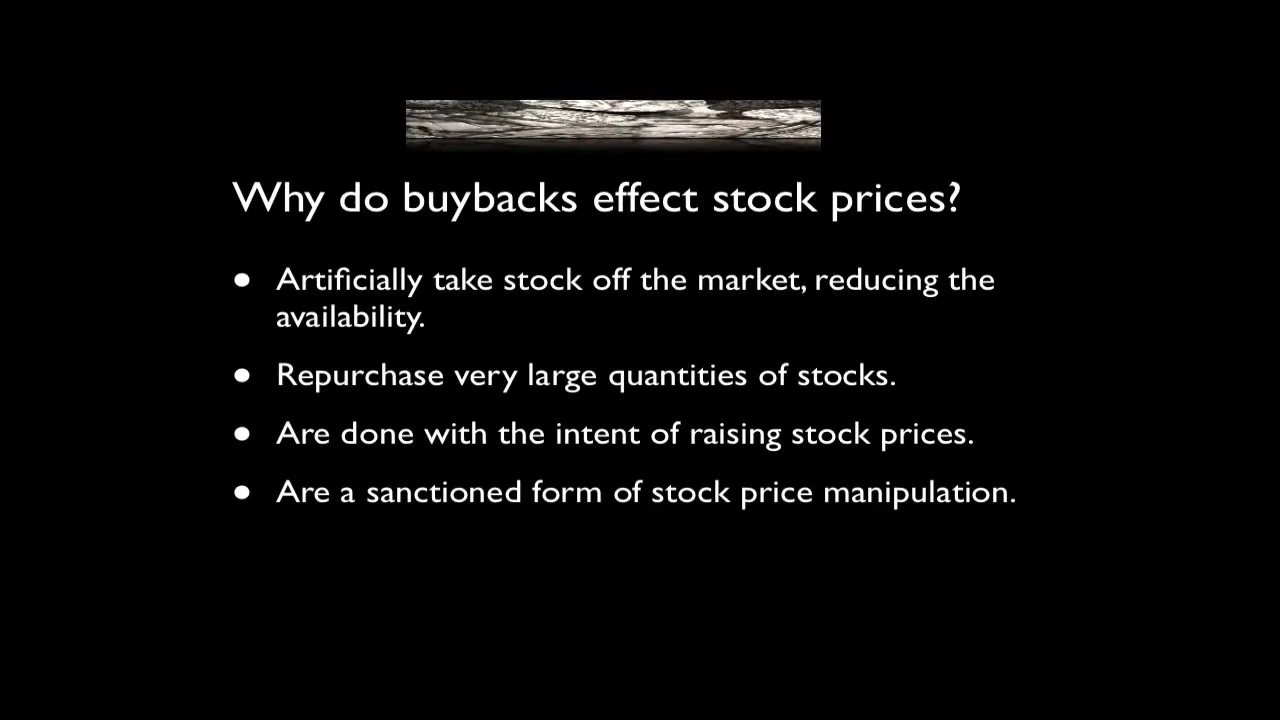 Why do buybacks effect stock prices?
● Artificially take stock off the market, reducing the
availability.
● Repurchase very large quantities of stocks.
● Are done with the intent of raising stock prices.
● Are a sanctioned form of stock price manipulation.